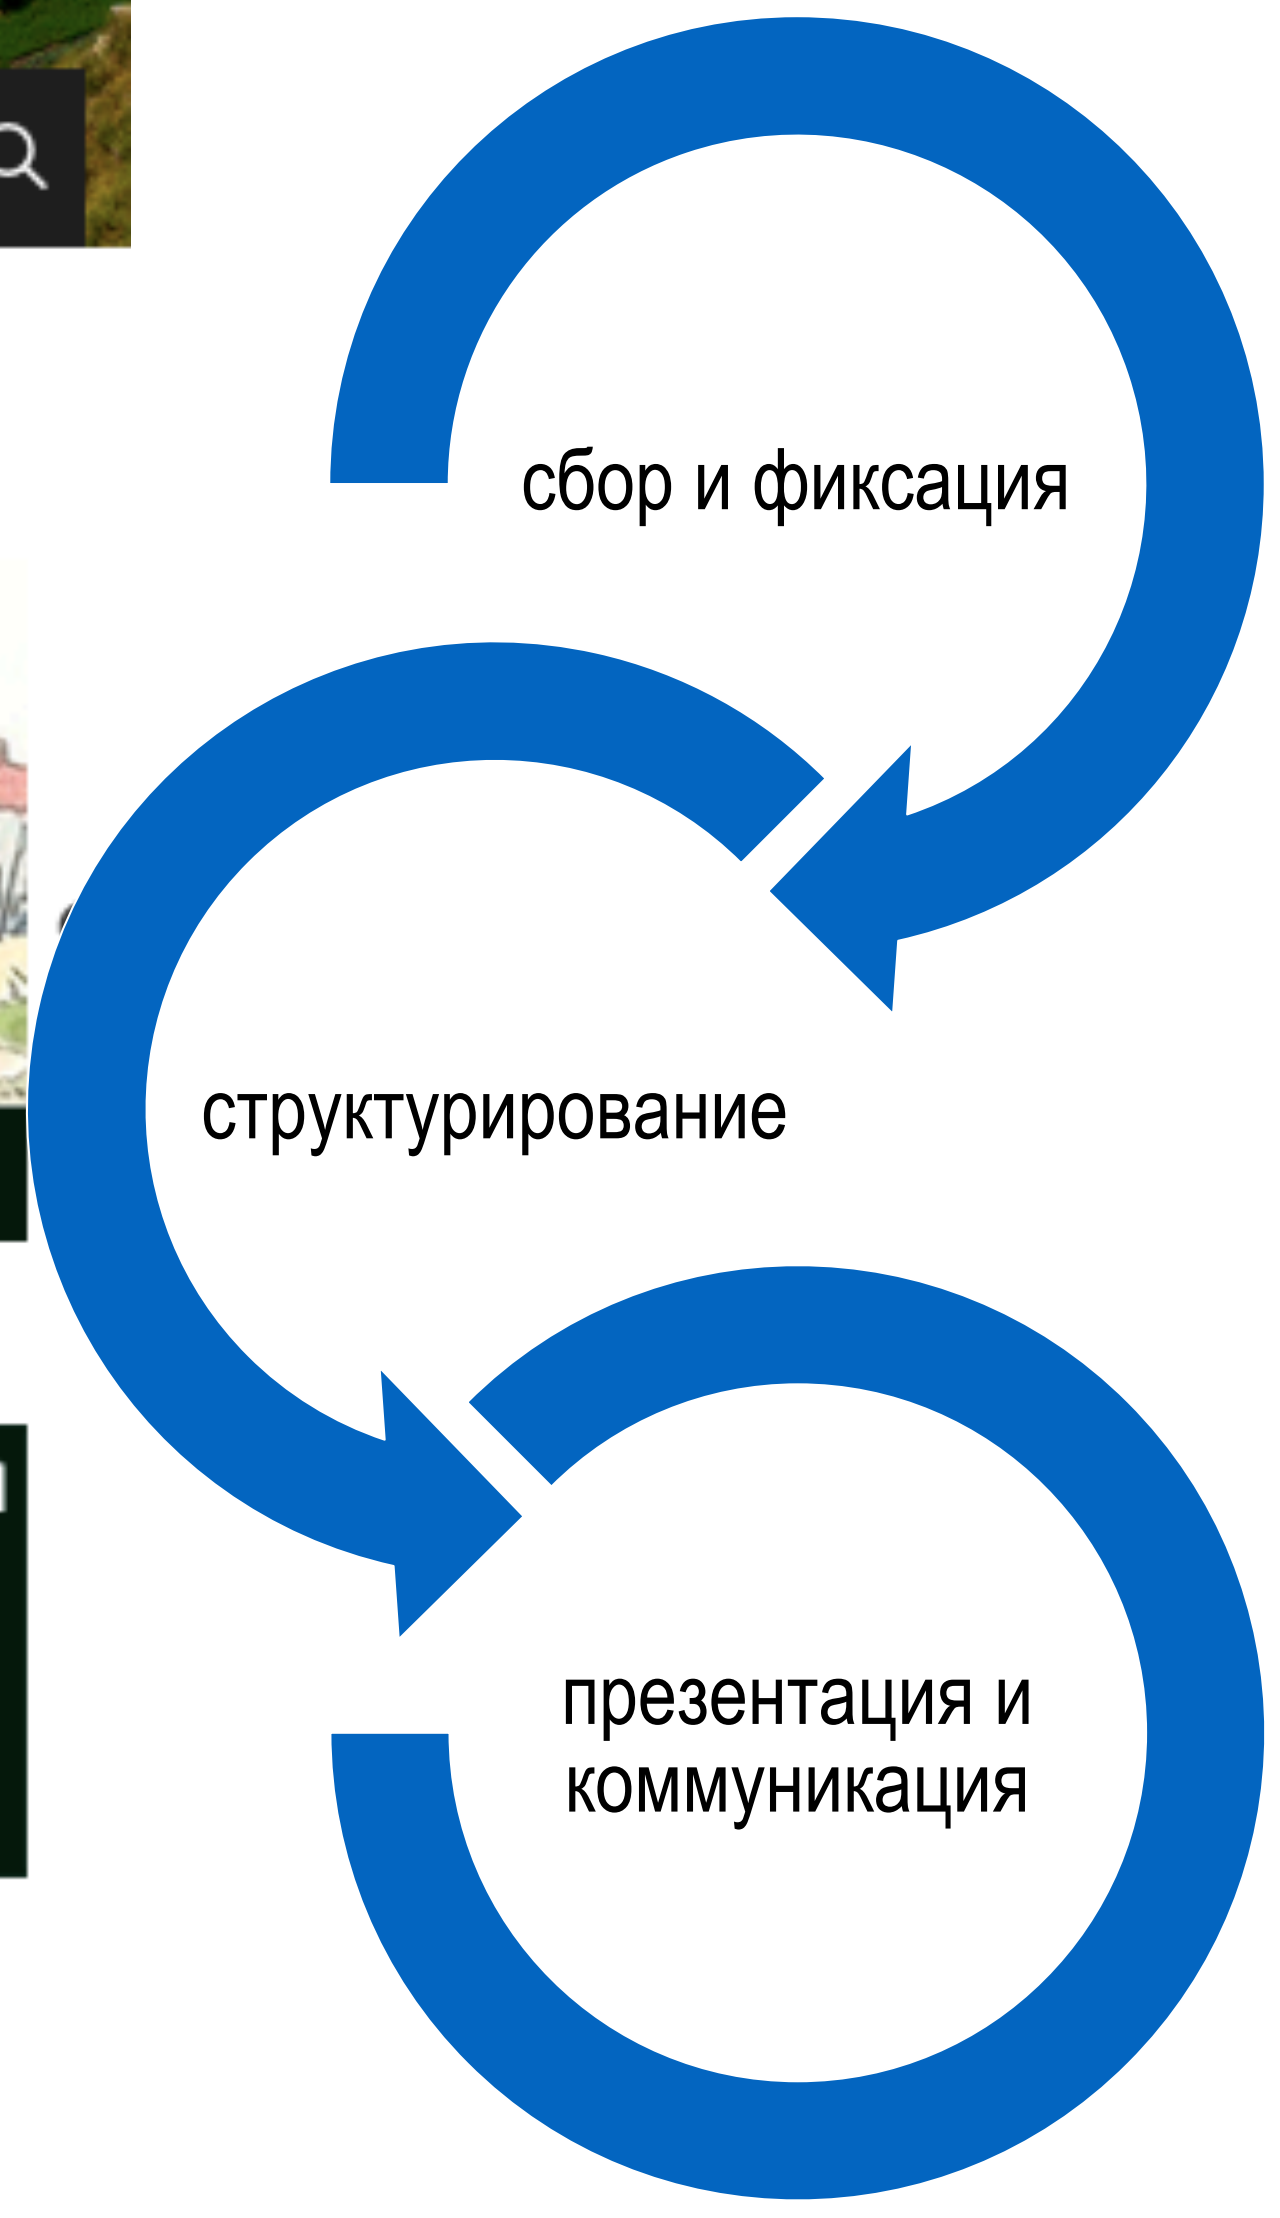 сбор и фиксация
структурирование
презентация и
коммуникация